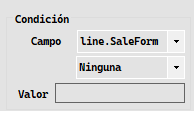 Condición
Campo line.SaleForm
Ninguna
Valor